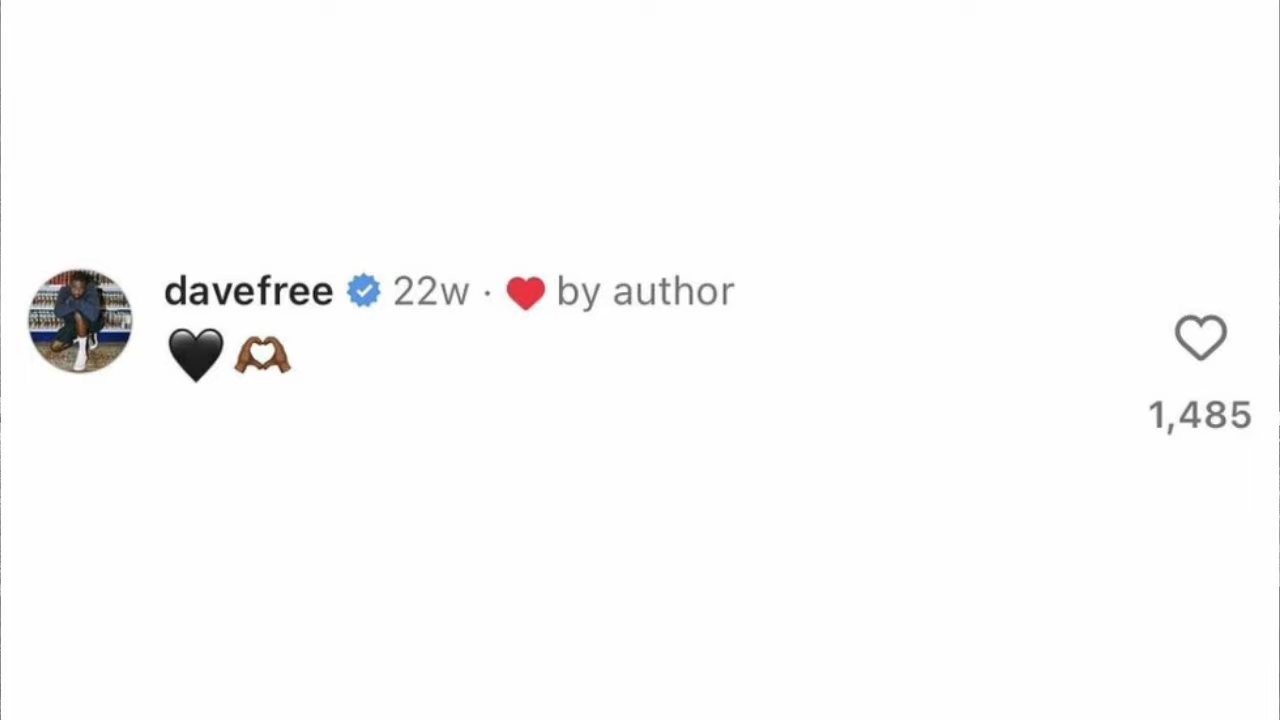 davefree 22w · ❤️ by author
🖤 🫶🏾
1,485